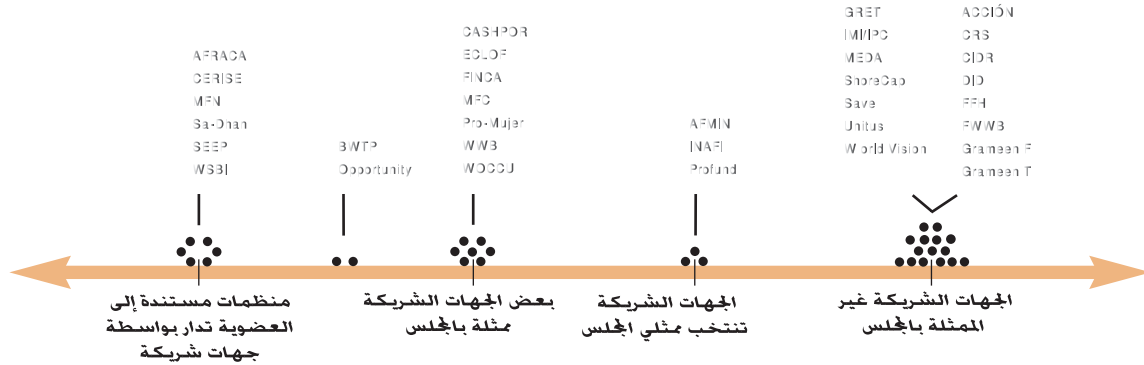 AFRACA
CERISE
MFN
Sa-Dhan
SEEP
WSBI
BWTP
Opportunity
CASHPOR
ECLOF
FINCA
MFC
Pro-Mujer
WWB
WOCCU
AFMIN
INAFI
Profund
GRET
IMI/IPC
MEDA
ShoreCap
Save
Unitus
World Vision
ACCIÓN
CRS
CIDR
DID
FFH
FWWB
Grameen F
Grameen T
منظمات مستندة إلى
العضوية تدار بواسطة
جهات شريكة
بعض الجهات الشريكة
ممثلة بالمجلس
الجهات الشريكة
تنتخب ممثلي المجلس
الجهات الشريكة غير
الممثلة بالمجلس